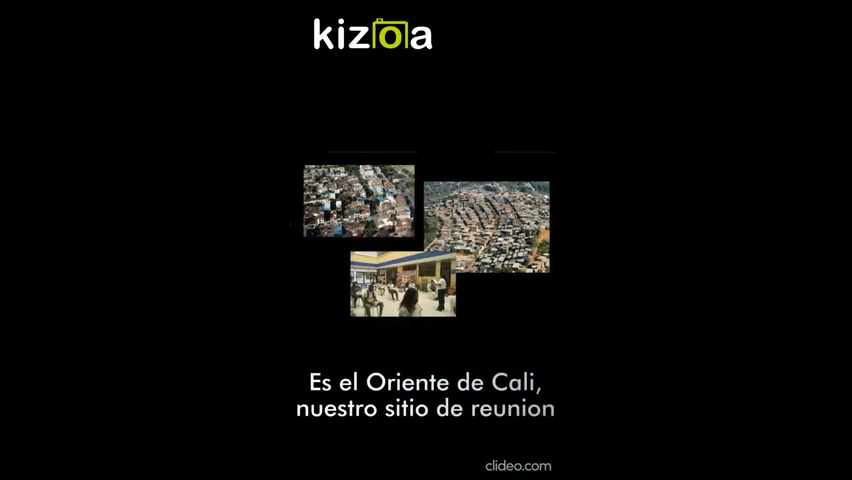 kizoa
Es el Oriente de Cali,
nuestro sitio de reunion
clideo.com